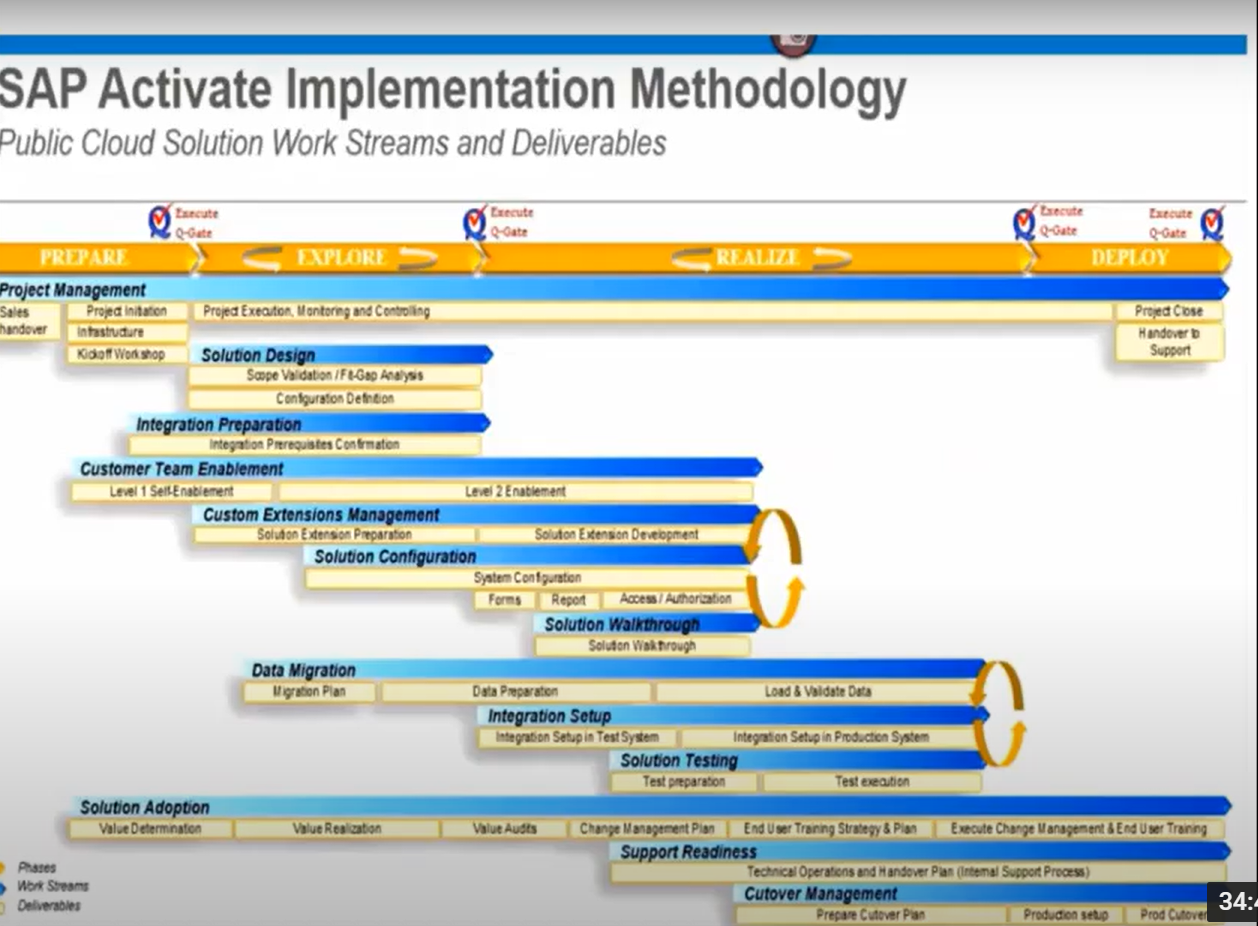 SAP Activate Implementation Methodology
Public Cloud Solution Work Streams and Deliverables
Execute
Q-Gate
Execute
Q-Gate
Execute
Q-Gate
Execute
Q-Gate
PREPARE
EXPLORE
REALIZE
DEPLOY
Project Management
Sales
handover
Project Initiation
Infrastructure
Kickoff Workshop
Project Execution, Monitoring and Controlling
Project Close
Handover to
Support
Solution Design
Scope Validation / Fit-Gap Analysis
Configuration Definition
Integration Preparation
Integration Prerequisites Confirmation
Customer Team Enablement
Level 1 Self-Enablement
Level 2 Enablement
Custom Extensions Management
Solution Extension Preparation
Solution Extension Development
Solution Configuration
System Configuration
Forms
Report
Access / Authorization
Solution Walkthrough
Solution Walkthrough
Data Migration
Migration Plan
Data Preparation
Load & Validate Data
Integration Setup
Integration Setup in Test System
Integration Setup in Production System
Solution Testing
Test preparation
Test execution
Solution Adoption
Value Determination
Value Realization
Value Audits
Change Management Plan
End User Training Strategy & Plan
Execute Change Management & End User Training
Support Readiness
Technical Operations and Handover Plan (Internal Support Process)
Cutover Management
Prepare Cutover Plan
Production setup
Prod Cutover
Phases
Work Streams
Deliverables
34:4